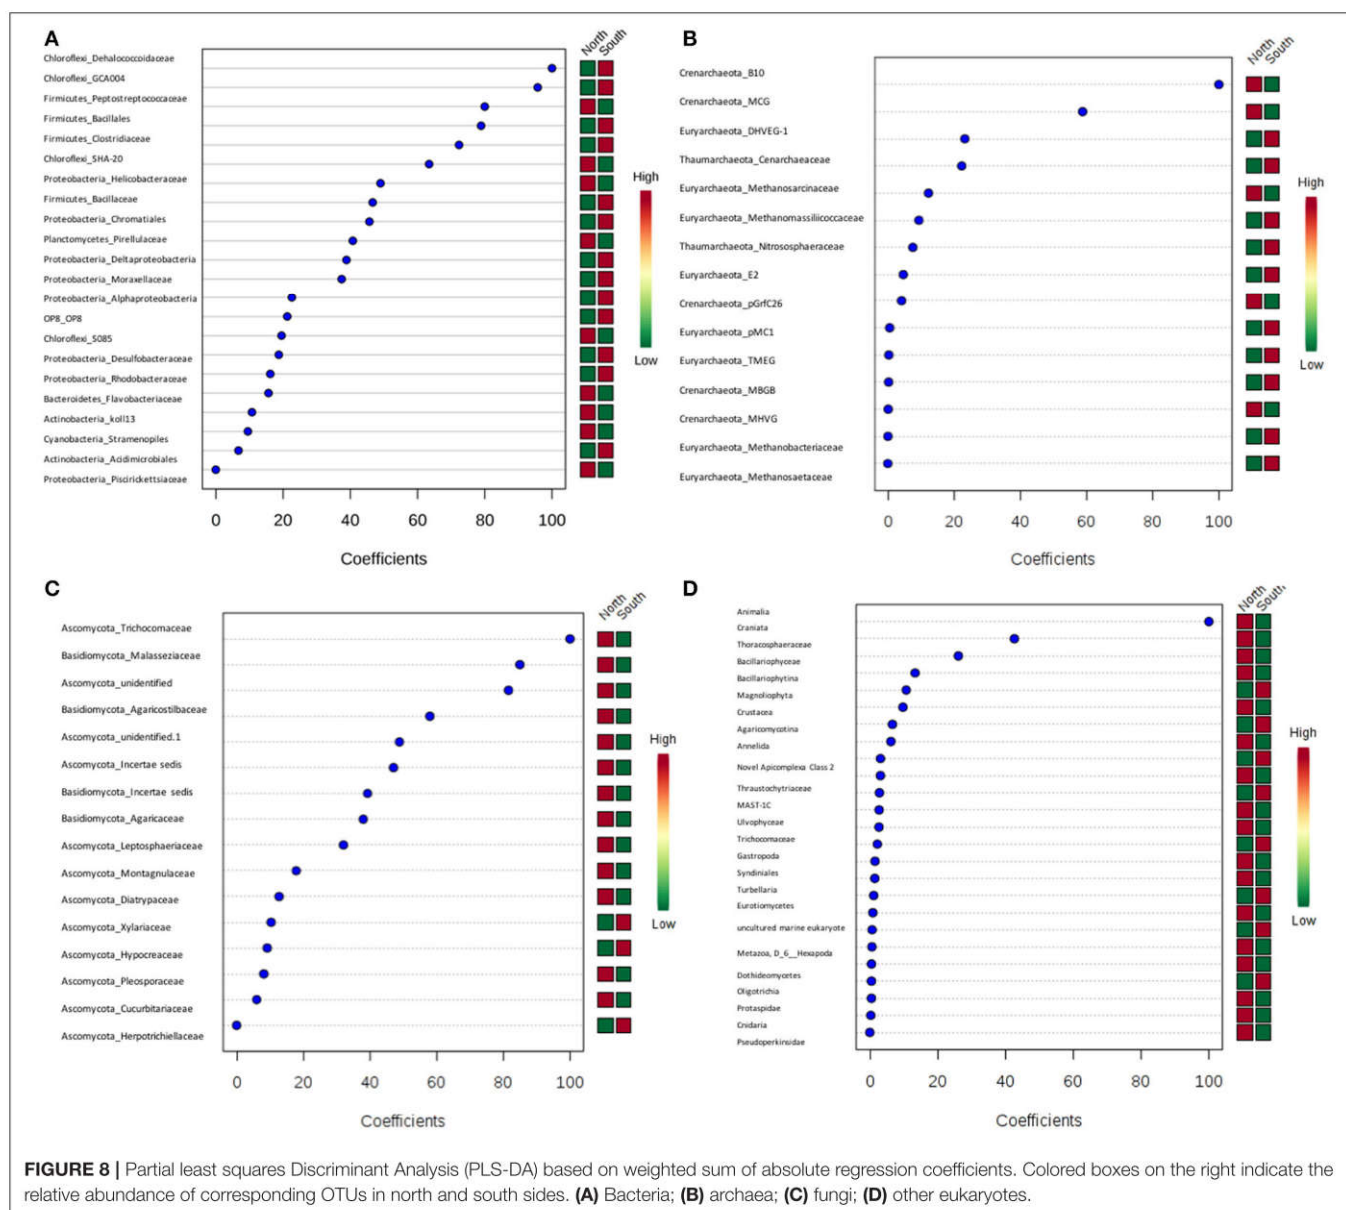 A
North
South
Chloroflexi_Dehalococcoidaceae
Chloroflexi_GCA004
Firmicutes_Peptostreptococcaceae
Firmicutes_Bacillales
Firmicutes_Clostridiaceae
Chloroflexi_SHA-20
Proteobacteria_Helicobacteraceae
Firmicutes_Bacillaceae
Proteobacteria_Chromatiales
Planctomycetes_Pirellulaceae
Proteobacteria_Deltaproteobacteria
Proteobacteria_Moraxellaceae
Proteobacteria_Alphaproteobacteria
OP8_OP8
Chloroflexi_S085
Proteobacteria_Desulfobacteraceae
Proteobacteria_Rhodobacteraceae
Bacteroidetes_Flavobacteriaceae
Actinobacteria_koll13
Cyanobacteria_Stramenopiles
Actinobacteria_Acidimicrobiales
Proteobacteria_Piscirickettsiaceae
High
Low
0 20 40 60 80 100
Coefficients
B
North
South
Crenarchaeota_B10
Crenarchaeota_MCG
Euryarchaeota_DHVEG-1
Thaumarchaeota_Cenarchaeaceae
Euryarchaeota_Methanosarcinaceae
Euryarchaeota_Methanomassiliicoccaceae
Thaumarchaeota_Nitrososphaeraceae
Euryarchaeota_E2
Crenarchaeota_pGrfC26
Euryarchaeota_pMC1
Euryarchaeota_TMEG
Crenarchaeota_MBGB
Crenarchaeota_MHVG
Euryarchaeota_Methanobacteriaceae
Euryarchaeota_Methanosaetaceae
High
Low
0 20 40 60 80 100
Coefficients
C
North
South
Ascomycota_Trichocomaceae
Basidiomycota_Malasseziaceae
Ascomycota_unidentified
Basidiomycota_Agaricostilbaceae
Ascomycota_unidentified.1
Ascomycota_Incertae sedis
Basidiomycota_Incertae sedis
Basidiomycota_Agaricaceae
Ascomycota_Leptosphaeriaceae
Ascomycota_Montagnulaceae
Ascomycota_Diatrypaceae
Ascomycota_Xylariaceae
Ascomycota_Hypocreaceae
Ascomycota_Pleosporaceae
Ascomycota_Cucurbitariaceae
Ascomycota_Herpotrichiellaceae
High
Low
0 20 40 60 80 100
Coefficients
D
North
South
Animalia
Craniata
Thoracosphaeraceae
Bacillariophyceae
Bacillariophytina
Magnoliophyta
Crustacea
Agaricomycotina
Annelida
Novel Apicomplexa Class 2
Thraustochytriaceae
MAST-1C
Ulvophyceae
Trichocomaceae
Gastropoda
Syndiniales
Turbellaria
Eurotiomycetes
uncultured marine eukaryote
Metazoa, D_6__Hexapoda
Dothideomycetes
Oligotrichia
Protaspidae
Cnidaria
Pseudoperkinsidae
High
Low
0 20 40 60 80 100
Coefficients
FIGURE 8 | Partial least squares Discriminant Analysis (PLS-DA) based on weighted sum of absolute regression coefficients. Colored boxes on the right indicate the
relative abundance of corresponding OTUs in north and south sides. (A) Bacteria; (B) archaea; (C) fungi; (D) other eukaryotes.